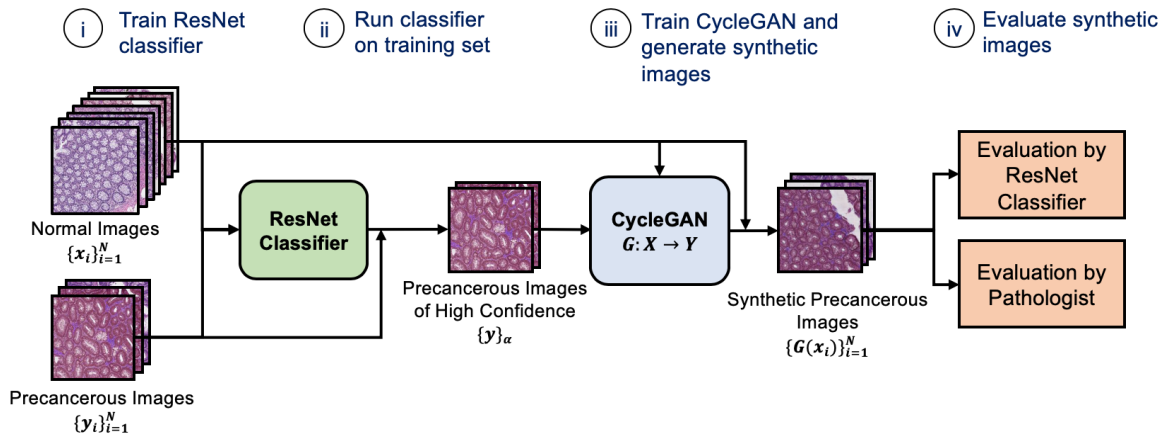 i Train ResNet
classifier
ii Run classifier
on training set
iii Train CycleGAN and
generate synthetic
images
iv Evaluate synthetic
images
Normal Images
{x_i}_{i=1}^N
Precancerous Images
{y_i}_{i=1}^N
ResNet
Classifier
Precancerous Images
of High Confidence
{y}_α
CycleGAN
G: X → Y
Synthetic Precancerous
Images
{G(x_i)}_{i=1}^N
Evaluation by
ResNet
Classifier
Evaluation by
Pathologist